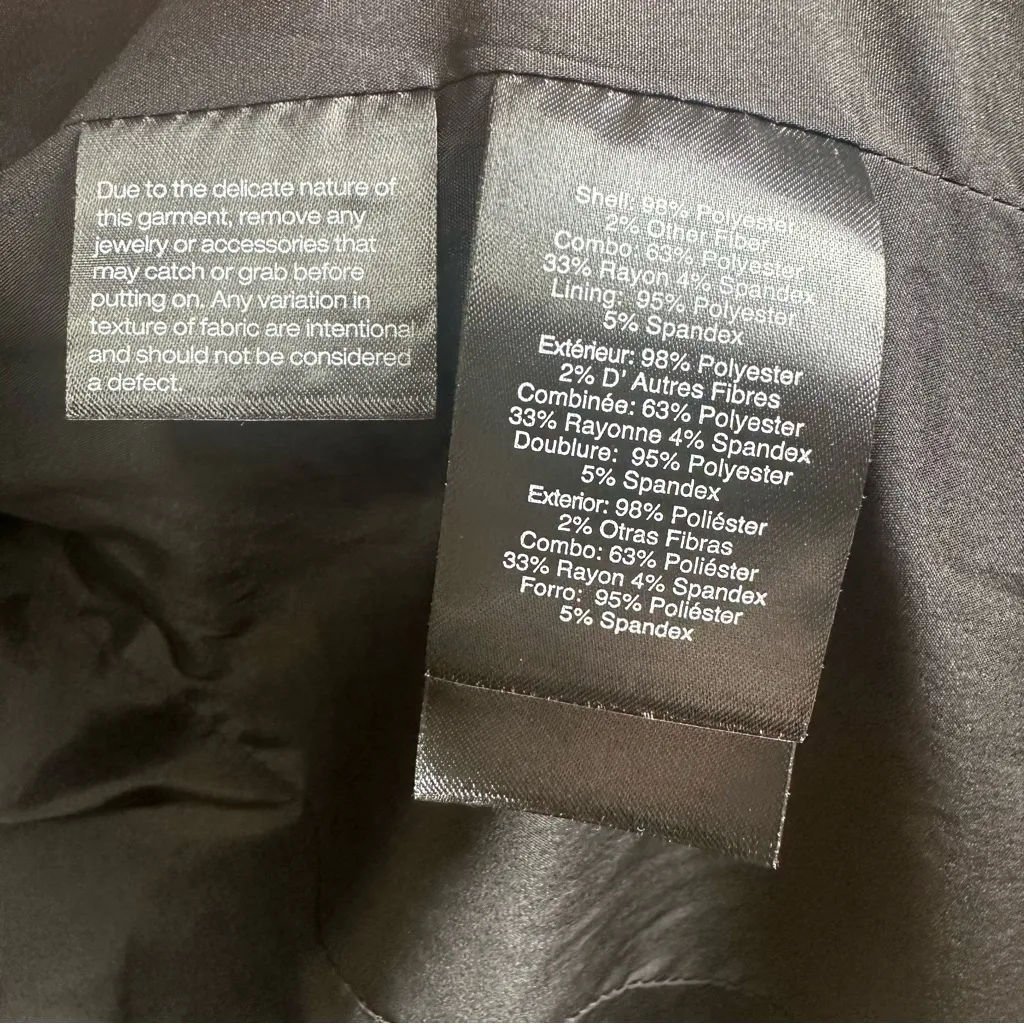 Due to the delicate nature of
this garment, remove any
jewelry or accessories that
may catch or grab before
putting on. Any variation in
texture of fabric are intentional
and should not be considered
a defect.
Shell: 98% Polyester
2% Other Fiber
Combo: 63% Polyester
33% Rayon 4% Spandex
Lining: 95% Polyester
5% Spandex
Extérieur: 98% Polyester
2% D' Autres Fibres
Combinée: 63% Polyester
33% Rayonne 4% Spandex
Doublure: 95% Polyester
5% Spandex
Exterior: 98% Poliéster
2% Otras Fibras
Combo: 63% Poliéster
33% Rayon 4% Spandex
Forro: 95% Poliéster
5% Spandex